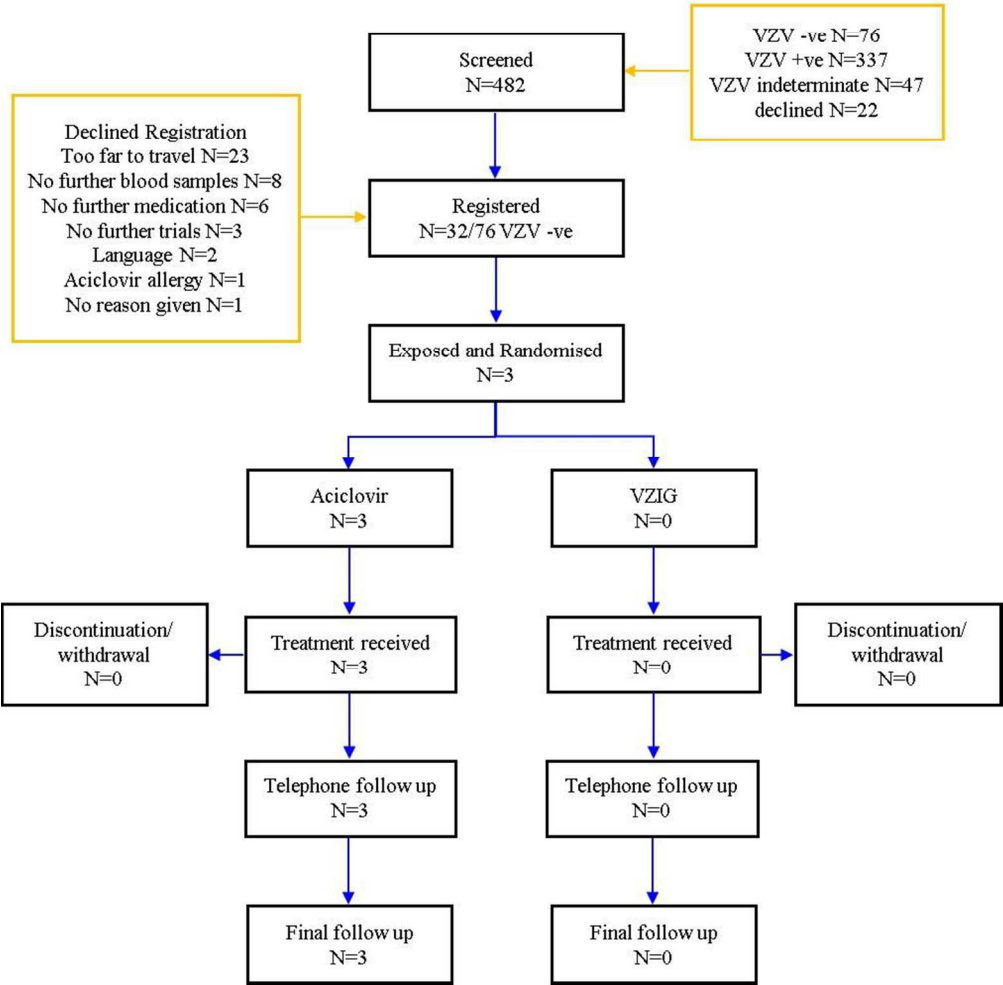 Screened
N=482
VZV -ve N=76
VZV +ve N=337
VZV indeterminate N=47
declined N=22
Declined Registration
Too far to travel N=23
No further blood samples N=8
No further medication N=6
No further trials N=3
Language N=2
Aciclovir allergy N=1
No reason given N=1
Registered
N=32/76 VZV -ve
Exposed and Randomised
N=3
Aciclovir
N=3
VZIG
N=0
Discontinuation/
withdrawal
N=0
Treatment received
N=3
Treatment received
N=0
Discontinuation/
withdrawal
N=0
Telephone follow up
N=3
Telephone follow up
N=0
Final follow up
N=3
Final follow up
N=0